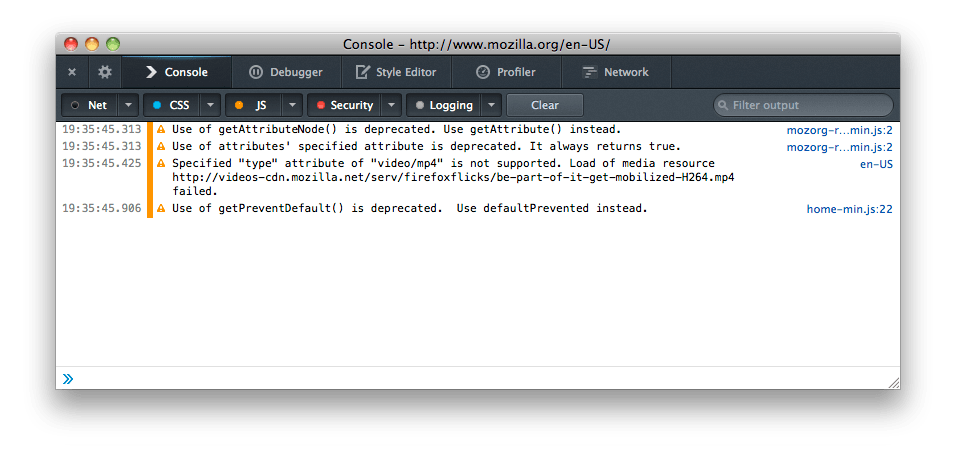 Console - http://www.mozilla.org/en-US/
Console Debugger Style Editor Profiler Network
Net CSS JS Security Logging Clear Filter output
19:35:45.313 Use of getAttributeNode() is deprecated. Use getAttribute() instead. mozorg-r…min.js:2
19:35:45.313 Use of attributes' specified attribute is deprecated. It always returns true. mozorg-r…min.js:2
19:35:45.425 Specified "type" attribute of "video/mp4" is not supported. Load of media resource en-US
http://videos-cdn.mozilla.net/serv/firefoxflicks/be-part-of-it-get-mobilized-H264.mp4
failed.
19:35:45.906 Use of getPreventDefault() is deprecated.  Use defaultPrevented instead. home-min.js:22